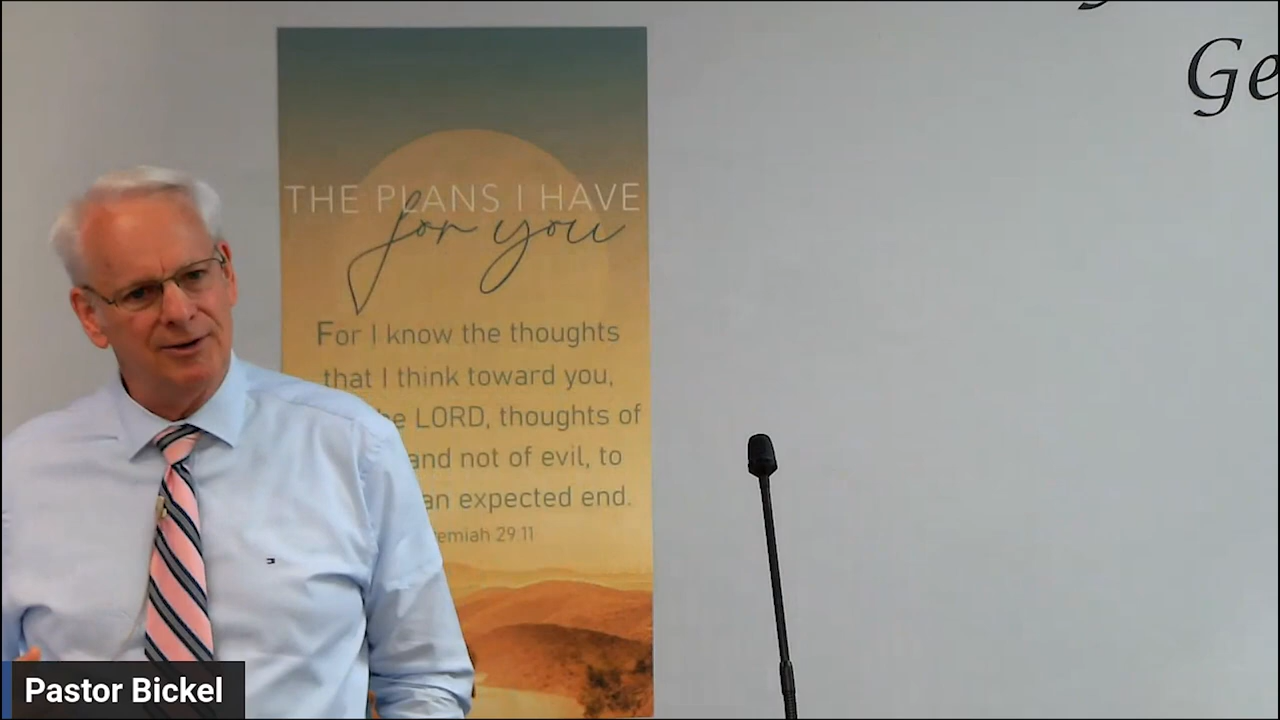 Ge
THE PLANS I HAVE
for you
For I know the thoughts
that I think toward you,
he LORD, thoughts of
and not of evil, to
an expected end.
emiah 29:11
Pastor Bickel